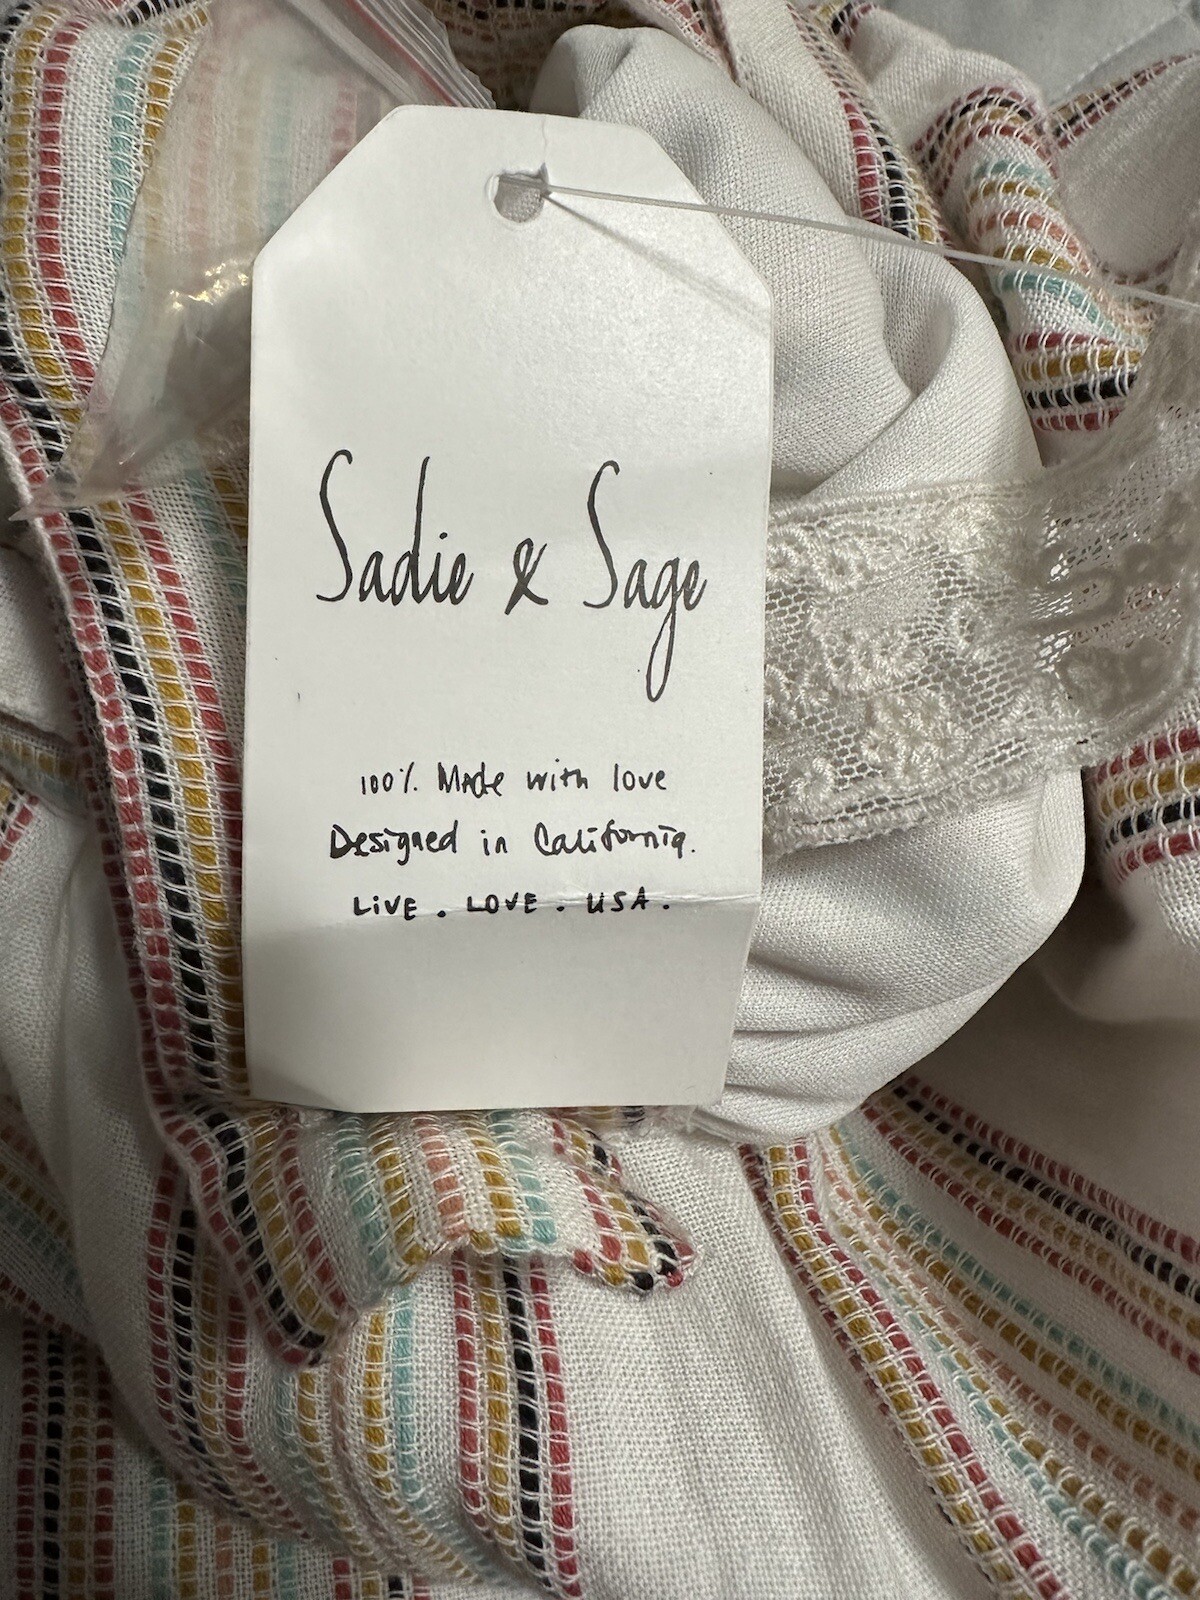 Sadie & Sage
100% Made with love
Designed in California.
LiVE . LOVE . USA.